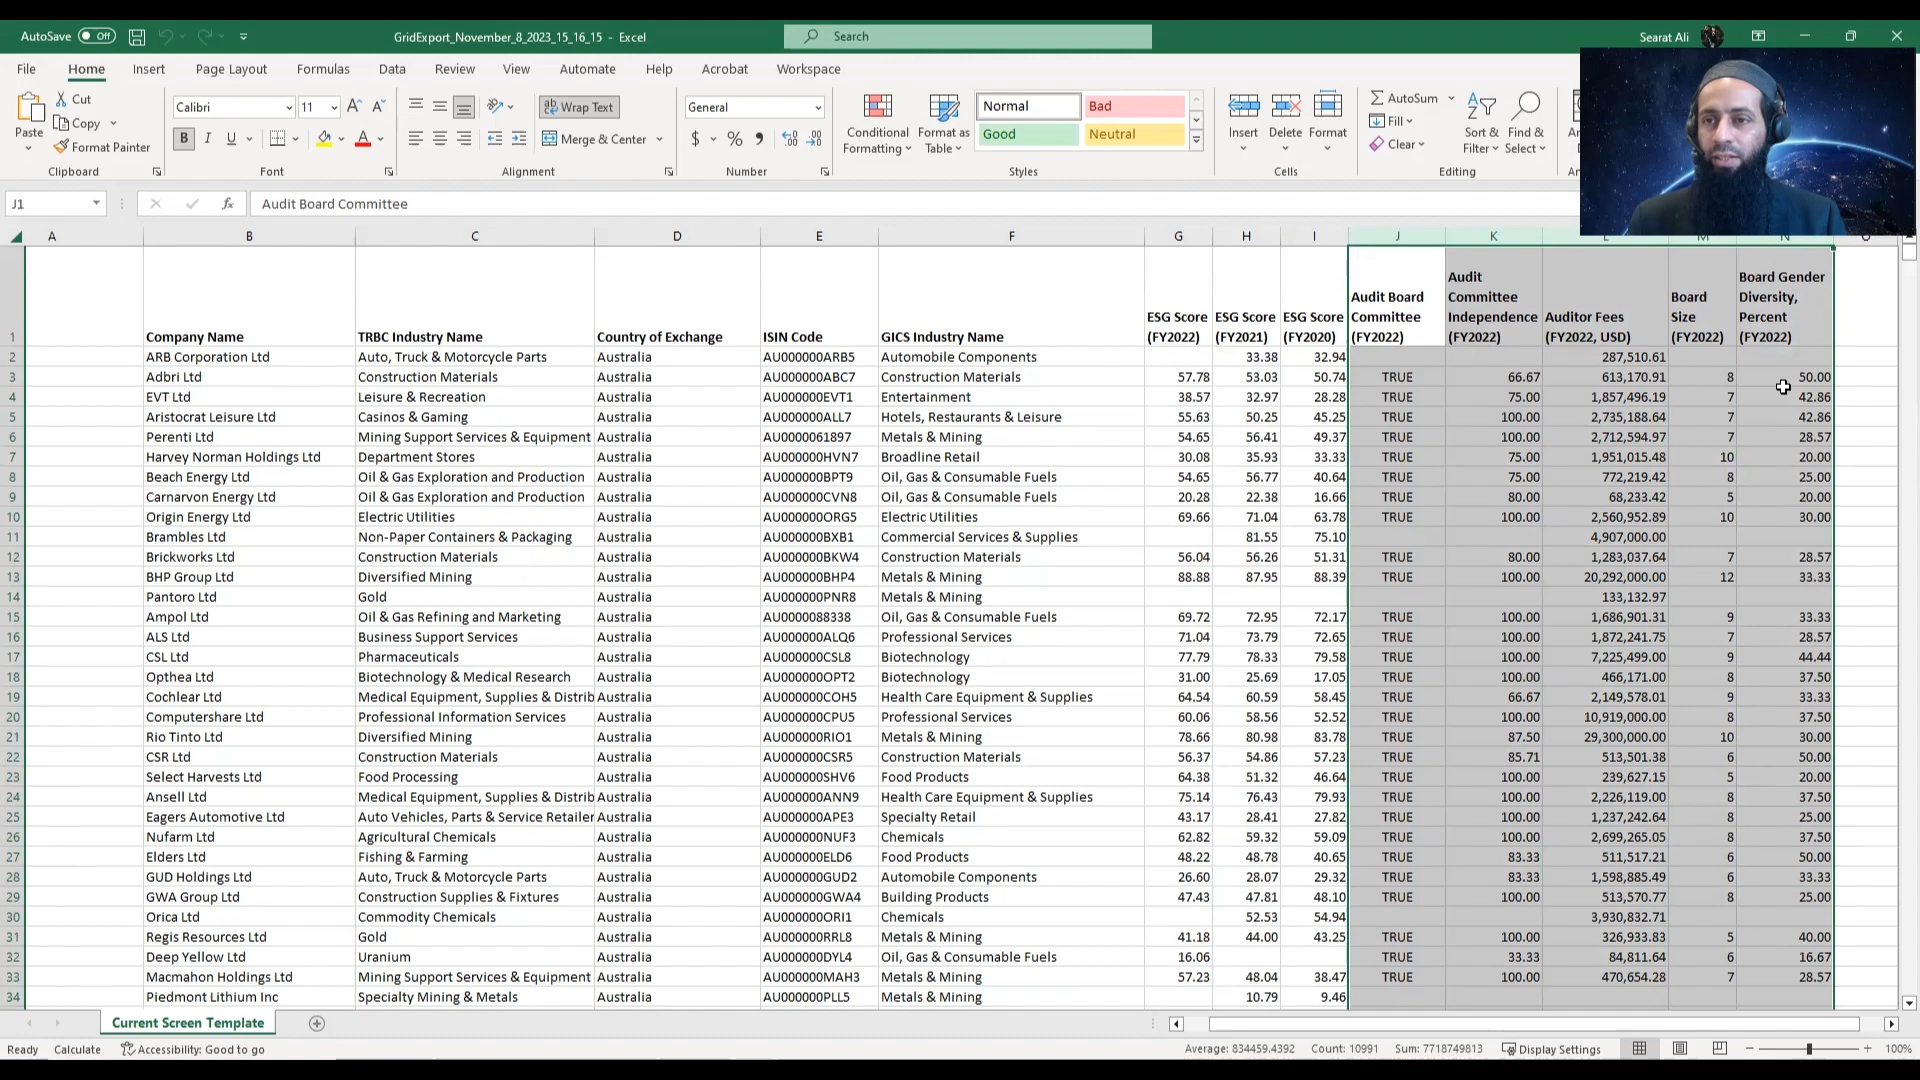 AutoSave Off GridExport_November_8_2023_15_16_15 - Excel Search Searat Ali
File Home Insert Page Layout Formulas Data Review View Automate Help Acrobat Workspace
Paste Cut Copy Format Painter Clipboard
Calibri 11 B I U Font
Wrap Text Merge & Center Alignment
General $ % Number
Conditional Formatting Format as Table Normal Bad Good Neutral Styles
Insert Delete Format Cells
AutoSum Fill Clear Sort & Filter Find & Select Editing
J1 fx Audit Board Committee
A B C D E F G H I J K L M N O
1 Company Name TRBC Industry Name Country of Exchange ISIN Code GICS Industry Name ESG Score (FY2022) ESG Score (FY2021) ESG Score (FY2020) Audit Board Committee (FY2022) Audit Committee Independence (FY2022) Auditor Fees (FY2022, USD) Board Size (FY2022) Board Gender Diversity, Percent (FY2022)
2 ARB Corporation Ltd Auto, Truck & Motorcycle Parts Australia AU000000ARB5 Automobile Components 33.38 32.94 287,510.61
3 Adbri Ltd Construction Materials Australia AU000000ABC7 Construction Materials 57.78 53.03 50.74 TRUE 66.67 613,170.91 8 50.00
4 EVT Ltd Leisure & Recreation Australia AU000000EVT1 Entertainment 38.57 32.97 28.28 TRUE 75.00 1,857,496.19 7 42.86
5 Aristocrat Leisure Ltd Casinos & Gaming Australia AU000000ALL7 Hotels, Restaurants & Leisure 55.63 50.25 45.25 TRUE 100.00 2,735,188.64 7 42.86
6 Perenti Ltd Mining Support Services & Equipment Australia AU0000061897 Metals & Mining 54.65 56.41 49.37 TRUE 100.00 2,712,594.97 7 28.57
7 Harvey Norman Holdings Ltd Department Stores Australia AU000000HVN7 Broadline Retail 30.08 35.93 33.33 TRUE 75.00 1,951,015.48 10 20.00
8 Beach Energy Ltd Oil & Gas Exploration and Production Australia AU000000BPT9 Oil, Gas & Consumable Fuels 54.65 56.77 40.64 TRUE 75.00 772,219.42 8 25.00
9 Carnarvon Energy Ltd Oil & Gas Exploration and Production Australia AU000000CVN8 Oil, Gas & Consumable Fuels 20.28 22.38 16.66 TRUE 80.00 68,233.42 5 20.00
10 Origin Energy Ltd Electric Utilities Australia AU000000ORG5 Electric Utilities 69.66 71.04 63.78 TRUE 100.00 2,560,952.89 10 30.00
11 Brambles Ltd Non-Paper Containers & Packaging Australia AU000000BXB1 Commercial Services & Supplies 81.55 75.10 4,907,000.00
12 Brickworks Ltd Construction Materials Australia AU000000BKW4 Construction Materials 56.04 56.26 51.31 TRUE 80.00 1,283,037.64 7 28.57
13 BHP Group Ltd Diversified Mining Australia AU000000BHP4 Metals & Mining 88.88 87.95 88.39 TRUE 100.00 20,292,000.00 12 33.33
14 Pantoro Ltd Gold Australia AU000000PNR8 Metals & Mining 133,132.97
15 Ampol Ltd Oil & Gas Refining and Marketing Australia AU0000088338 Oil, Gas & Consumable Fuels 69.72 72.95 72.17 TRUE 100.00 1,686,901.31 9 33.33
16 ALS Ltd Business Support Services Australia AU000000ALQ6 Professional Services 71.04 73.79 72.65 TRUE 100.00 1,872,241.75 7 28.57
17 CSL Ltd Pharmaceuticals Australia AU000000CSL8 Biotechnology 77.79 78.33 79.58 TRUE 100.00 7,225,499.00 9 44.44
18 Opthea Ltd Biotechnology & Medical Research Australia AU000000OPT2 Biotechnology 31.00 25.69 17.05 TRUE 100.00 466,171.00 8 37.50
19 Cochlear Ltd Medical Equipment, Supplies & Distrib Australia AU000000COH5 Health Care Equipment & Supplies 64.54 60.59 58.45 TRUE 66.67 2,149,578.01 9 33.33
20 Computershare Ltd Professional Information Services Australia AU000000CPU5 Professional Services 60.06 58.56 52.52 TRUE 100.00 10,919,000.00 8 37.50
21 Rio Tinto Ltd Diversified Mining Australia AU000000RIO1 Metals & Mining 78.66 80.98 83.78 TRUE 87.50 29,300,000.00 10 30.00
22 CSR Ltd Construction Materials Australia AU000000CSR5 Construction Materials 56.37 54.86 57.23 TRUE 85.71 513,501.38 6 50.00
23 Select Harvests Ltd Food Processing Australia AU000000SHV6 Food Products 64.38 51.32 46.64 TRUE 100.00 239,627.15 5 20.00
24 Ansell Ltd Medical Equipment, Supplies & Distrib Australia AU000000ANN9 Health Care Equipment & Supplies 75.14 76.43 79.93 TRUE 100.00 2,226,119.00 8 37.50
25 Eagers Automotive Ltd Auto Vehicles, Parts & Service Retailer Australia AU000000APE3 Specialty Retail 43.17 28.41 27.82 TRUE 100.00 1,237,242.64 8 25.00
26 Nufarm Ltd Agricultural Chemicals Australia AU000000NUF3 Chemicals 62.82 59.32 59.09 TRUE 100.00 2,699,265.05 8 37.50
27 Elders Ltd Fishing & Farming Australia AU000000ELD6 Food Products 48.22 48.78 40.65 TRUE 83.33 511,517.21 6 50.00
28 GUD Holdings Ltd Auto, Truck & Motorcycle Parts Australia AU000000GUD2 Automobile Components 26.60 28.07 29.32 TRUE 83.33 1,598,885.49 6 33.33
29 GWA Group Ltd Construction Supplies & Fixtures Australia AU000000GWA4 Building Products 47.43 47.81 48.10 TRUE 100.00 513,570.77 8 25.00
30 Orica Ltd Commodity Chemicals Australia AU000000ORI1 Chemicals 52.53 54.94 3,930,832.71
31 Regis Resources Ltd Gold Australia AU000000RRL8 Metals & Mining 41.18 44.00 43.25 TRUE 100.00 326,933.83 5 40.00
32 Deep Yellow Ltd Uranium Australia AU000000DYL4 Oil, Gas & Consumable Fuels 16.06 TRUE 33.33 84,811.64 6 16.67
33 Macmahon Holdings Ltd Mining Support Services & Equipment Australia AU000000MAH3 Metals & Mining 57.23 48.04 38.47 TRUE 100.00 470,654.28 7 28.57
34 Piedmont Lithium Inc Specialty Mining & Metals Australia AU000000PLL5 Metals & Mining 10.79 9.46
Current Screen Template
Ready Calculate Accessibility: Good to go Average: 834459.4392 Count: 10991 Sum: 7718749813 Display Settings 100%